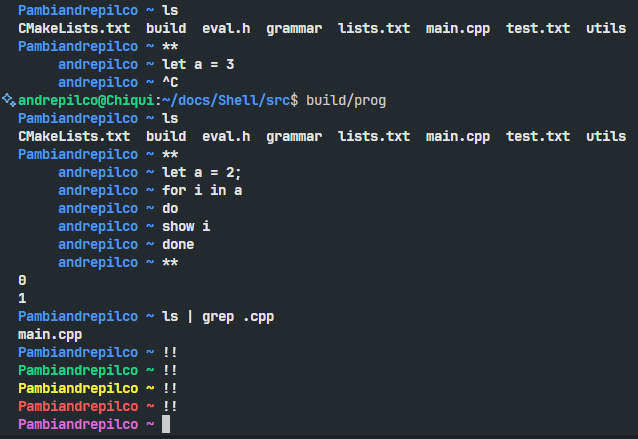 Pambiandrepilco ~ ls
CMakeLists.txt build eval.h grammar lists.txt main.cpp test.txt utils
Pambiandrepilco ~ **
andrepilco ~ let a = 3
andrepilco ~ ^C
andrepilco@Chiqui:~/docs/Shell/src$ build/prog
Pambiandrepilco ~ ls
CMakeLists.txt build eval.h grammar lists.txt main.cpp test.txt utils
Pambiandrepilco ~ **
andrepilco ~ let a = 2;
andrepilco ~ for i in a
andrepilco ~ do
andrepilco ~ show i
andrepilco ~ done
andrepilco ~ **
0
1
Pambiandrepilco ~ ls | grep .cpp
main.cpp
Pambiandrepilco ~ !!
Pambiandrepilco ~ !!
Pambiandrepilco ~ !!
Pambiandrepilco ~ !!
Pambiandrepilco ~